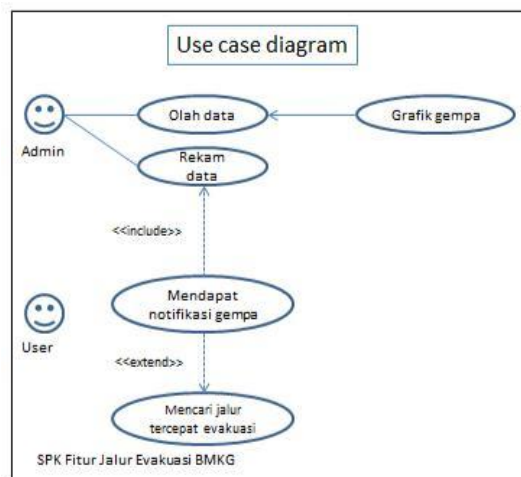 Use case diagram
Olah data
Grafik gempa
Admin
Rekam
data
<<include>>
Mendapat
notifikasi gempa
User
<<extend>>
Mencari jalur
tercepat evakuasi
SPK Fitur Jalur Evakuasi BMKG